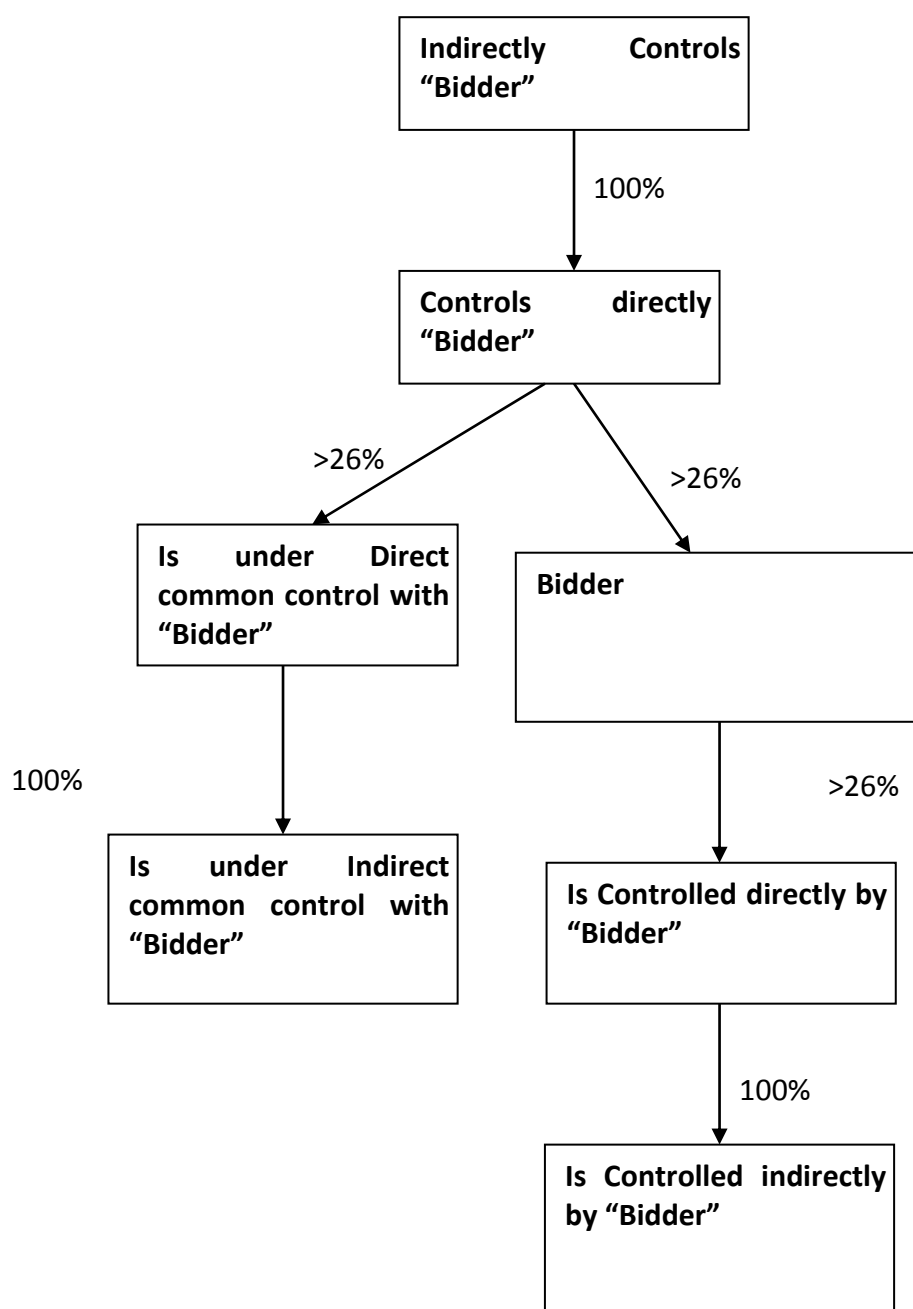 Indirectly Controls
“Bidder”
100%
Controls directly
“Bidder”
>26%
>26%
Is under Direct
common control with
“Bidder”
Bidder
100%
>26%
Is under Indirect
common control with
“Bidder”
Is Controlled directly by
“Bidder”
100%
Is Controlled indirectly
by “Bidder”